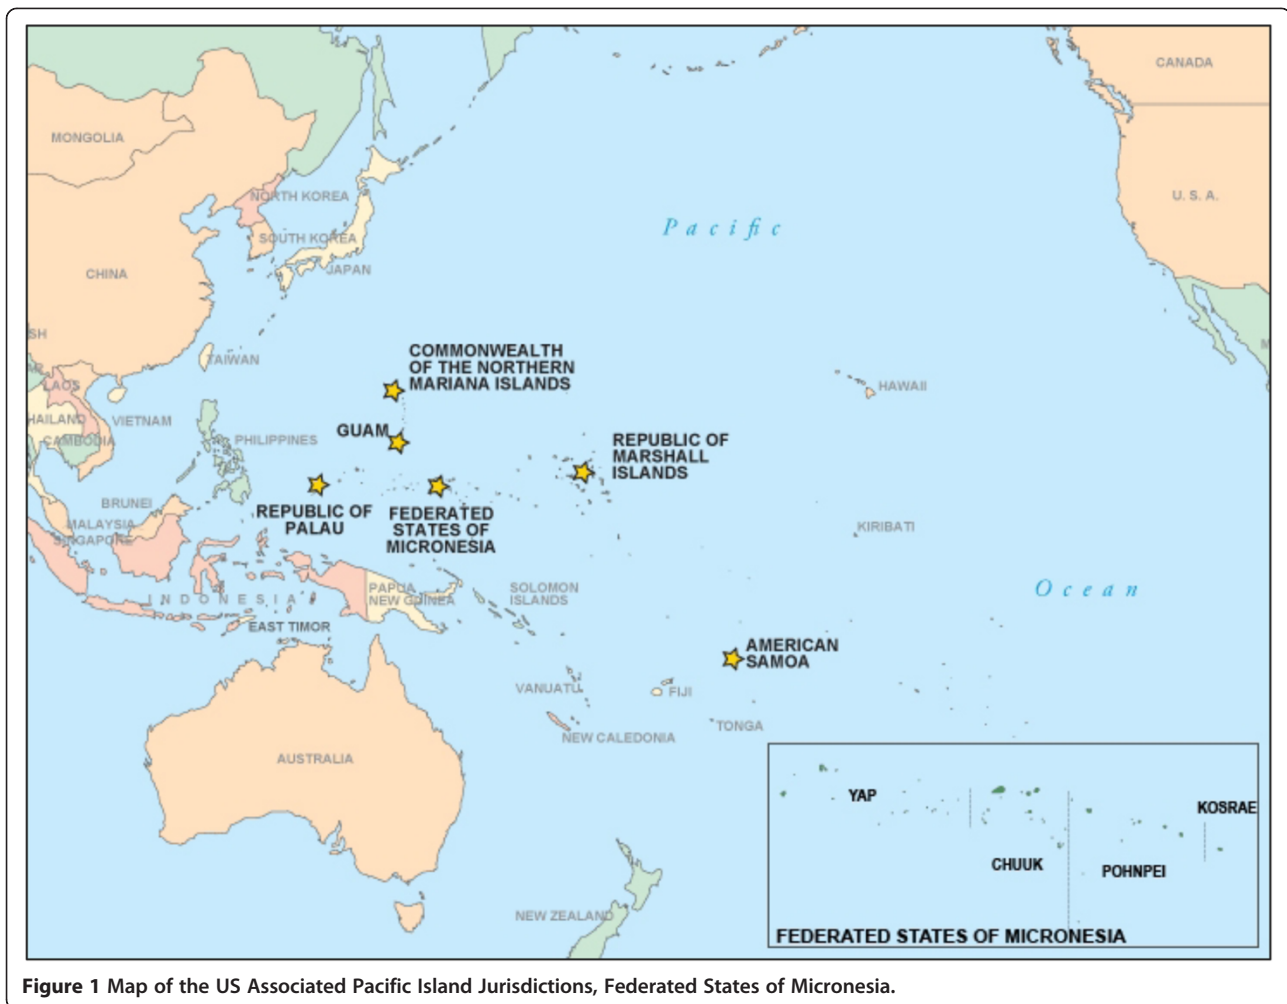 CANADA
MONGOLIA
U. S. A.
NORTH KOREA
Pacific
SOUTH KOREA
JAPAN
CHINA
SH
TAIWAN
COMMONWEALTH
OF THE NORTHERN
MARIANA ISLANDS
LAOS
HAWAII
HAILAND
VIETNAM
GUAM
CAMBODIA
PHILIPPINES
REPUBLIC OF
MARSHALL
ISLANDS
BRUNEI
REPUBLIC OF
PALAU
FEDERATED
STATES OF
MICRONESIA
MALAYSIA
SINGAPORE
KIRIBATI
PAPUA
NEW GUINEA
SOLOMON
ISLANDS
Ocean
INDONESIA
EAST TIMOR
AMERICAN
SAMOA
VANUATU
FIJI
TONGA
NEW CALEDONIA
AUSTRALIA
YAP
KOSRAE
CHUUK
POHNPEI
NEW ZEALAND
FEDERATED STATES OF MICRONESIA
Figure 1 Map of the US Associated Pacific Island Jurisdictions, Federated States of Micronesia.